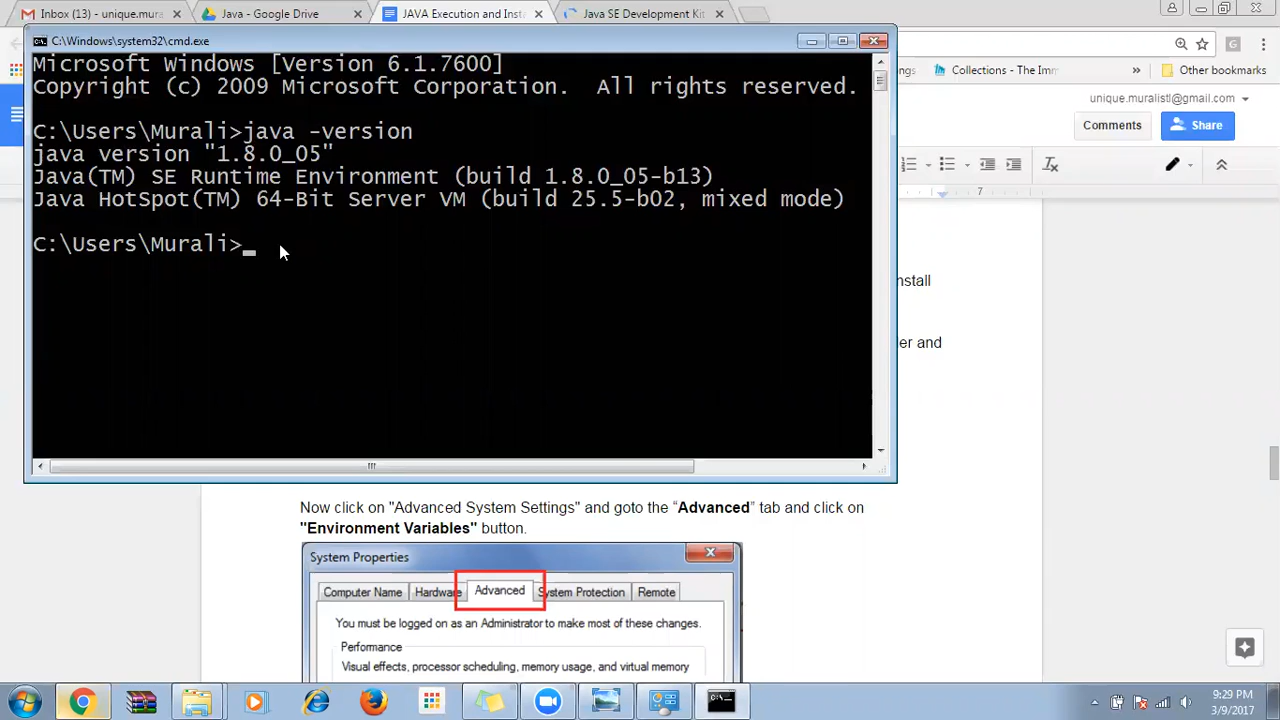 Inbox (13) - unique.mura
Java - Google Drive
JAVA Execution and Insta
Java SE Development Kit
C:\Windows\system32\cmd.exe
Microsoft Windows [Version 6.1.7600]
Copyright (c) 2009 Microsoft Corporation.  All rights reserved.
C:\Users\Murali>java -version
java version "1.8.0_05"
Java(TM) SE Runtime Environment (build 1.8.0_05-b13)
Java HotSpot(TM) 64-Bit Server VM (build 25.5-b02, mixed mode)
C:\Users\Murali>_
ngs
Collections - The Imm
»
Other bookmarks
unique.muralistl@gmail.com
Comments
Share
7
nstall
er and
Now click on "Advanced System Settings" and goto the “Advanced” tab and click on
"Environment Variables" button.
System Properties
Computer Name
Hardware
Advanced
System Protection
Remote
You must be logged on as an Administrator to make most of these changes.
Performance
Visual effects, processor scheduling, memory usage, and virtual memory
9:29 PM
3/9/2017